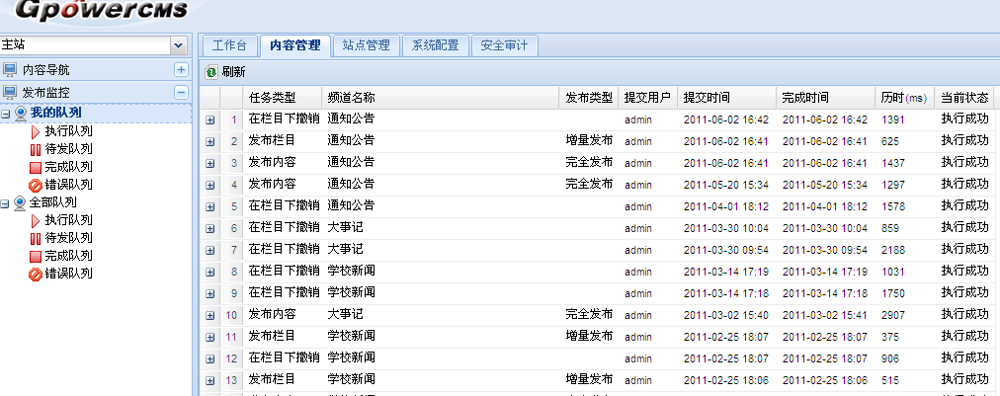 GpowerCMS
主站
工作台 内容管理 站点管理 系统配置 安全审计
内容导航
刷新
发布监控
我的队列
执行队列
待发队列
完成队列
错误队列
全部队列
执行队列
待发队列
完成队列
错误队列
任务类型 频道名称 发布类型 提交用户 提交时间 完成时间 历时(ms) 当前状态
1 在栏目下撤销 通知公告 admin 2011-06-02 16:42 2011-06-02 16:42 1391 执行成功
2 发布栏目 通知公告 增量发布 admin 2011-06-02 16:41 2011-06-02 16:41 625 执行成功
3 发布内容 通知公告 完全发布 admin 2011-06-02 16:41 2011-06-02 16:41 1437 执行成功
4 发布内容 通知公告 完全发布 admin 2011-05-20 15:34 2011-05-20 15:34 1297 执行成功
5 在栏目下撤销 通知公告 admin 2011-04-01 18:12 2011-04-01 18:12 1578 执行成功
6 在栏目下撤销 大事记 admin 2011-03-30 10:04 2011-03-30 10:04 859 执行成功
7 在栏目下撤销 大事记 admin 2011-03-30 09:54 2011-03-30 09:54 2188 执行成功
8 在栏目下撤销 学校新闻 admin 2011-03-14 17:19 2011-03-14 17:19 1031 执行成功
9 在栏目下撤销 学校新闻 admin 2011-03-14 17:18 2011-03-14 17:18 1750 执行成功
10 发布内容 大事记 完全发布 admin 2011-03-02 15:40 2011-03-02 15:41 2907 执行成功
11 发布栏目 学校新闻 增量发布 admin 2011-02-25 18:07 2011-02-25 18:07 375 执行成功
12 在栏目下撤销 学校新闻 admin 2011-02-25 18:07 2011-02-25 18:07 906 执行成功
13 发布栏目 学校新闻 增量发布 admin 2011-02-25 18:06 2011-02-25 18:06 515 执行成功